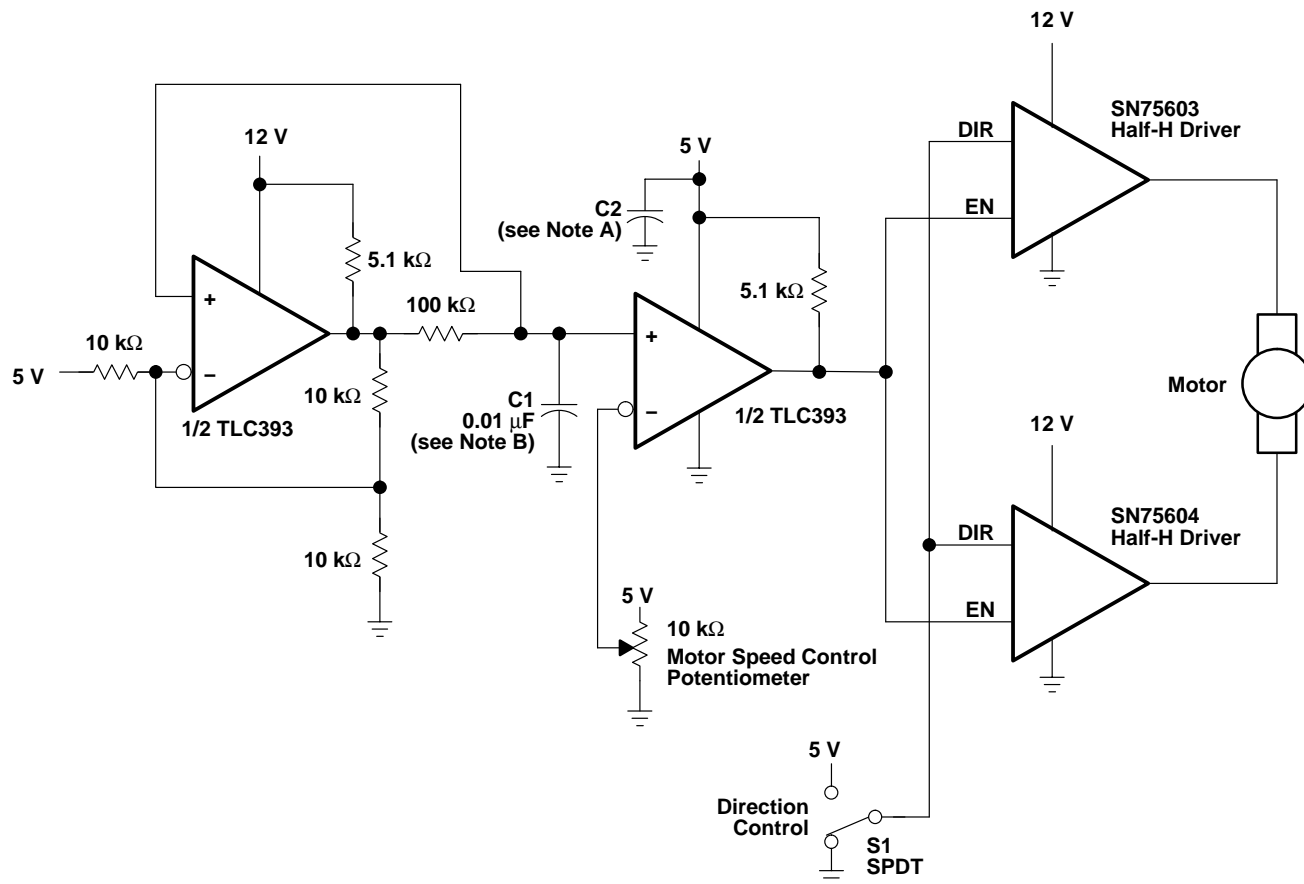 12 V
SN75603
Half-H Driver
DIR
EN
12 V
5 V
C2
(see Note A)
5.1 kΩ
5.1 kΩ
100 kΩ
10 kΩ
5 V
+
−
1/2 TLC393
10 kΩ
10 kΩ
C1
0.01 μF
(see Note B)
+
−
1/2 TLC393
Motor
12 V
SN75604
Half-H Driver
DIR
EN
5 V
10 kΩ
Motor Speed Control
Potentiometer
5 V
Direction
Control
S1
SPDT